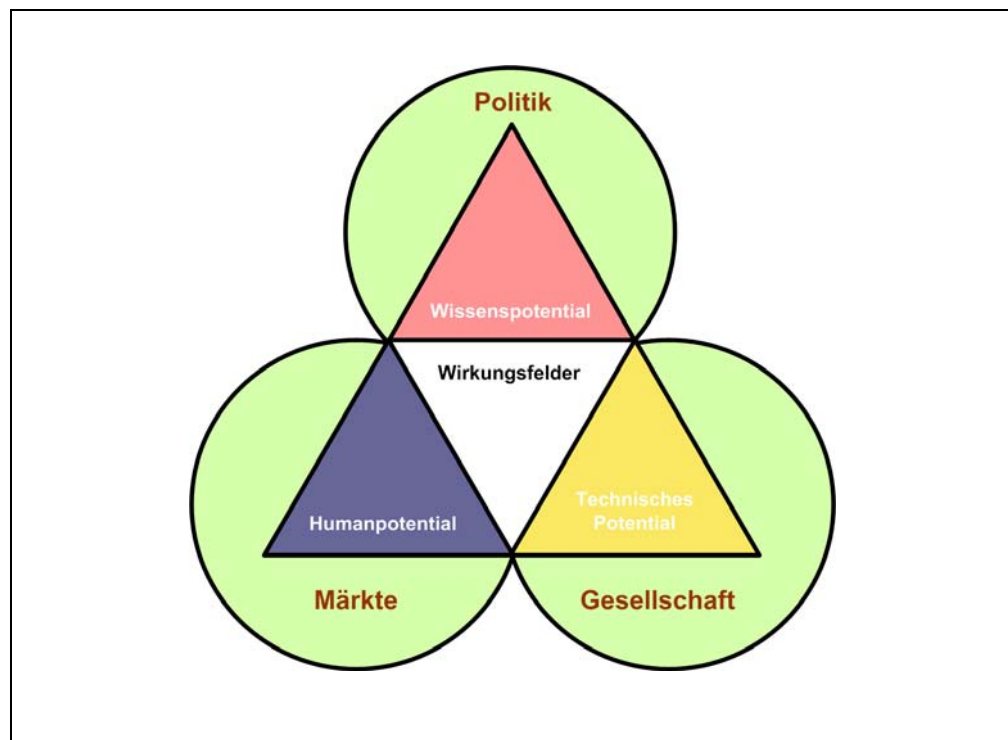 Politik
Wissenspotential
Wirkungsfelder
Humanpotential
Technisches
Potential
Märkte
Gesellschaft